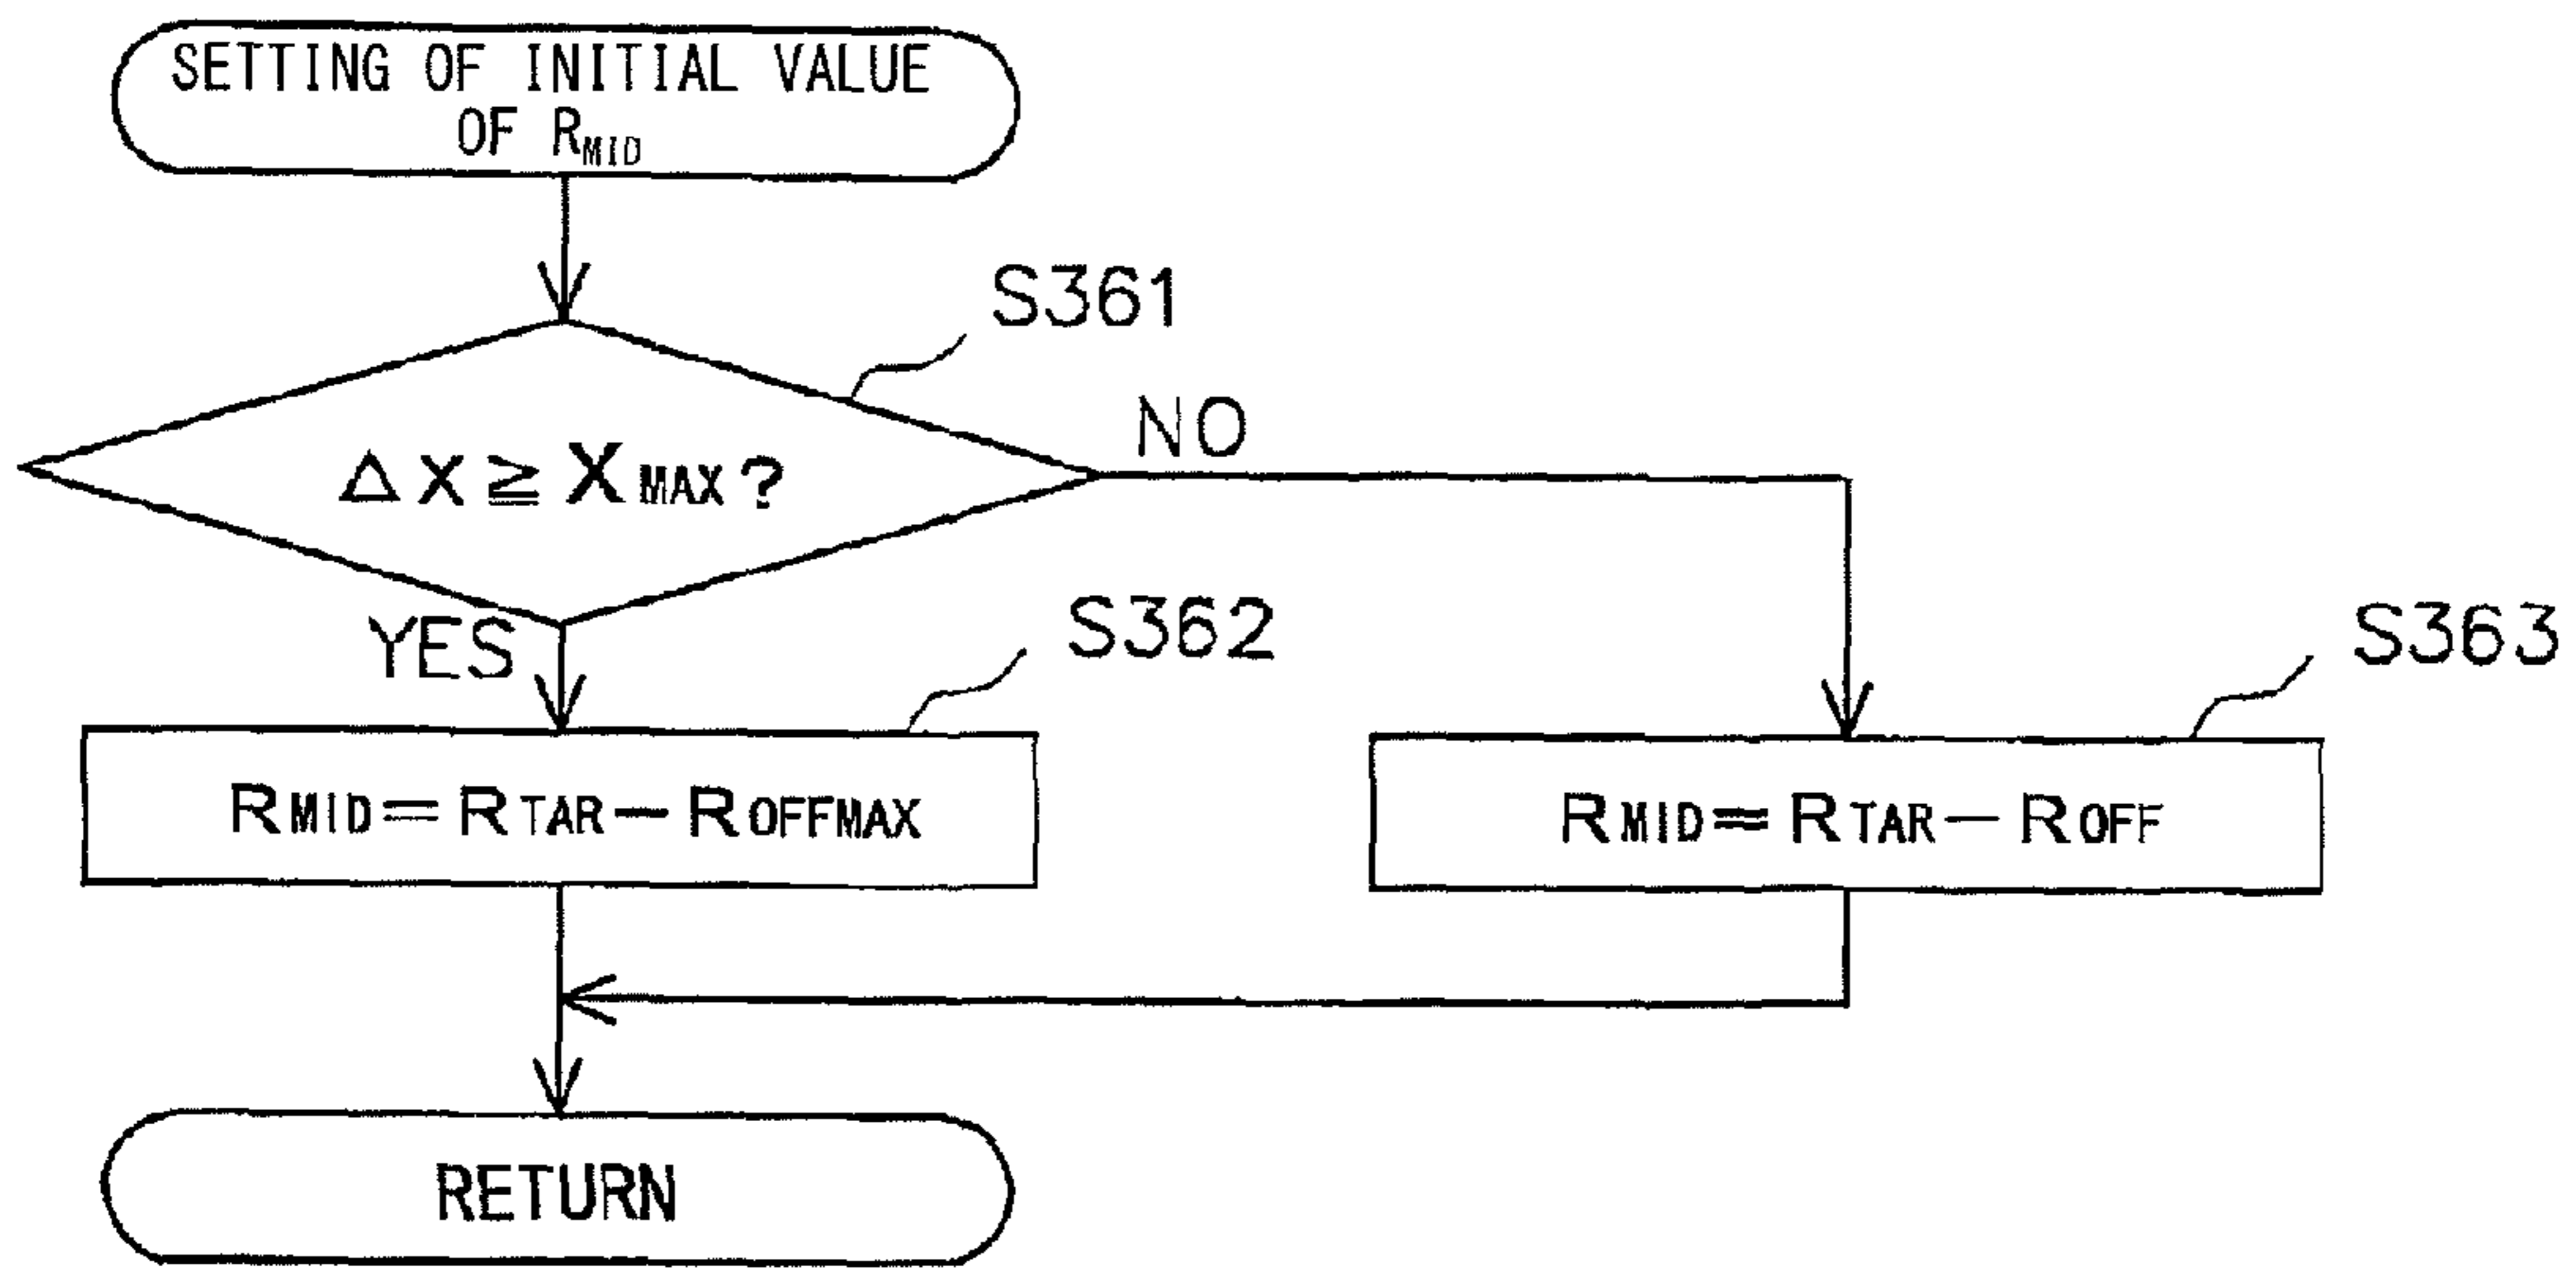 SETTING OF INITIAL VALUE
OF RMID
S361
NO
Δx≧XMAX?
YES
S362
S363
RMID=RTAR−ROFFMAX
RMID=RTAR−ROFF
RETURN